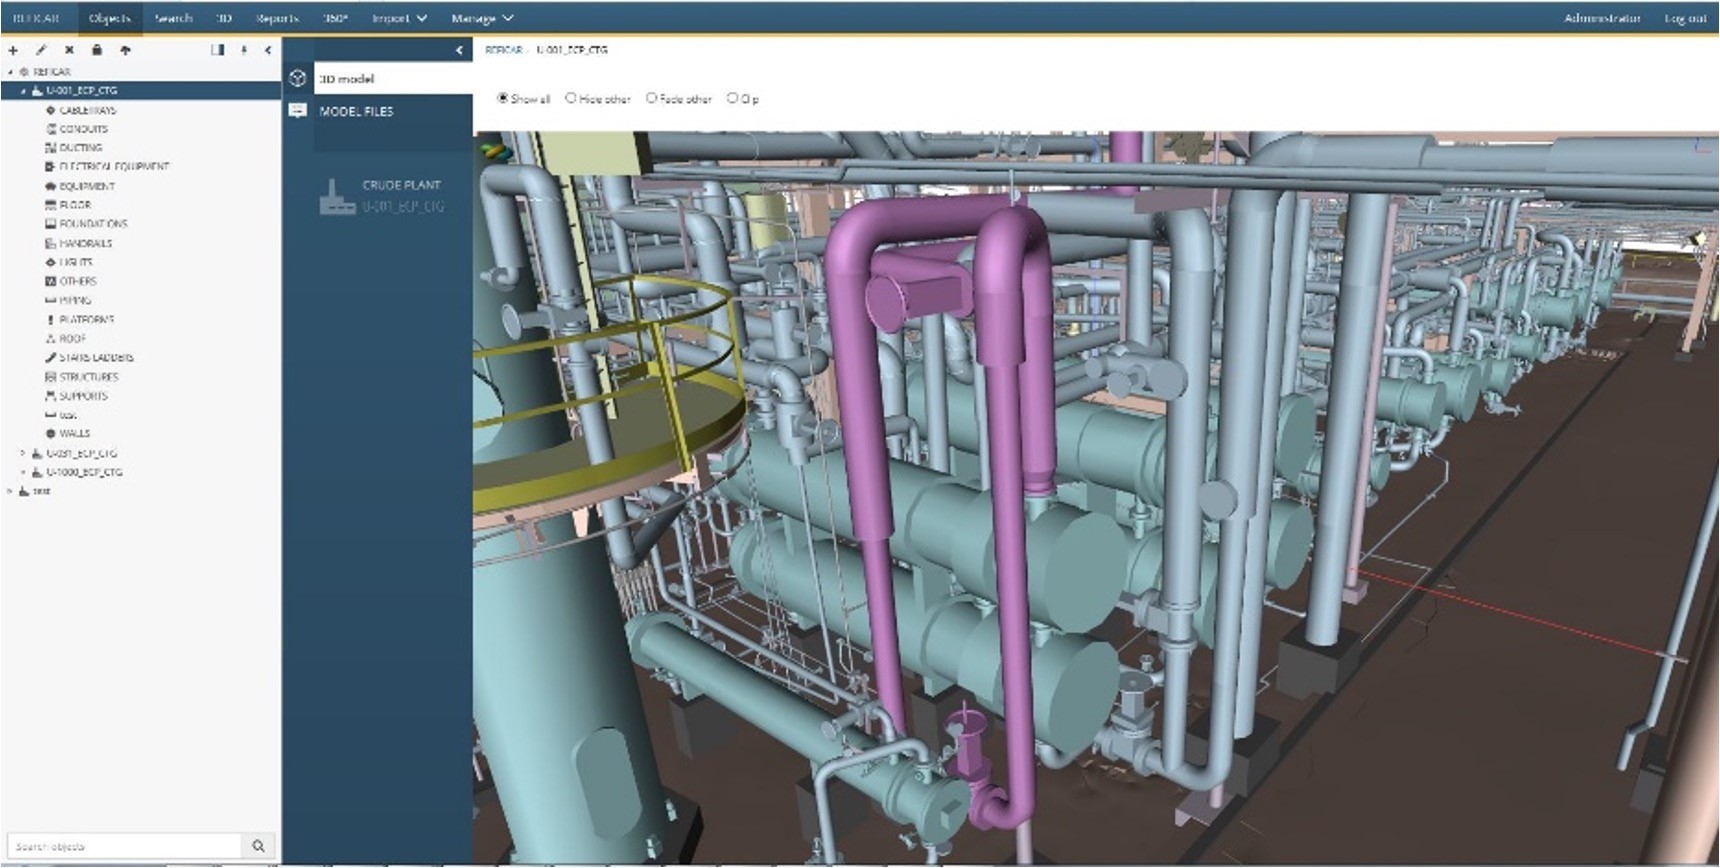 REFICAR Objects Search 3D Reports 360° Import Manage Administrator Log out
REFICAR
U-001_ECP_CTG
CABLETRAYS
CONDUITS
DUCTING
ELECTRICAL EQUIPMENT
EQUIPMENT
FLOOR
FOUNDATIONS
HANDRAILS
LIGHTS
OTHERS
PIPING
PLATFORMS
ROOF
STAIRS LADDERS
STRUCTURES
SUPPORTS
test
WALLS
U-031_ECP_CTG
U-1000_ECP_CTG
test
Search objects
3D model
MODEL FILES
CRUDE PLANT
U-001_ECP_CTG
REFICAR U-001_ECP_CTG
Show all Hide other Fade other Clip